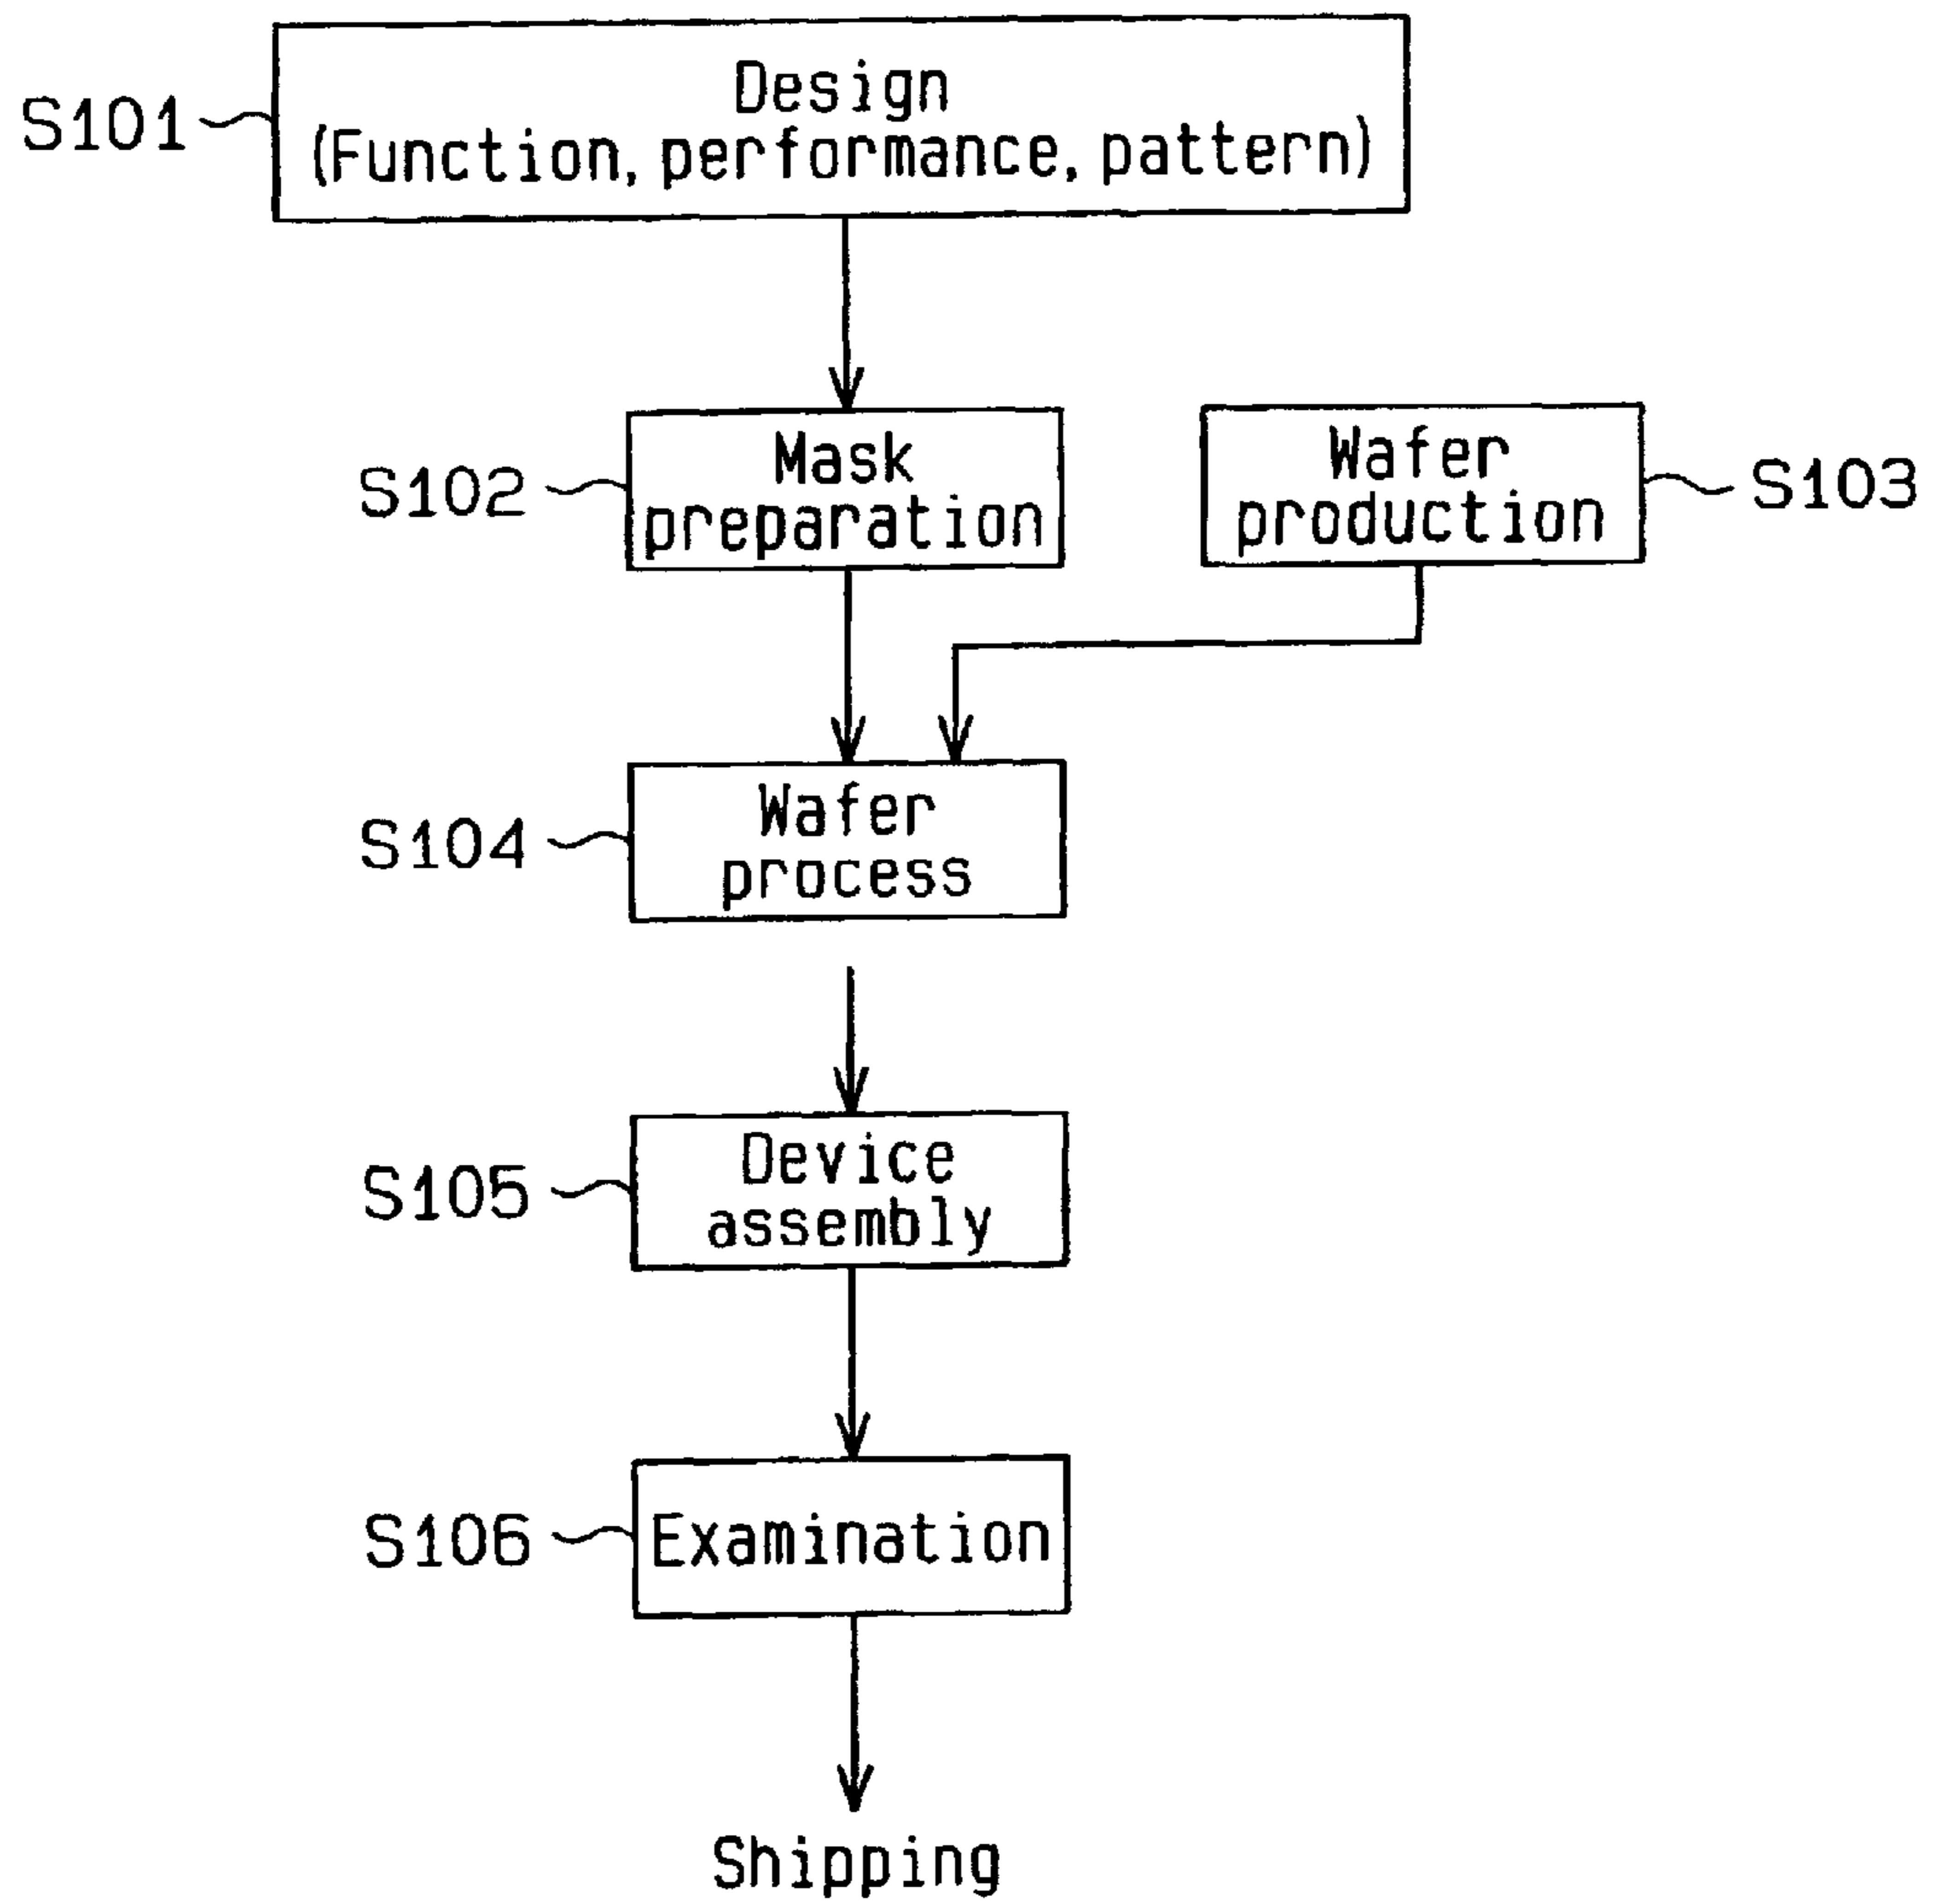 S101
Design
(Function, performance, pattern)
S102
Mask
preparation
Wafer
production
S103
S104
Wafer
process
S105
Device
assembly
S106
Examination
Shipping